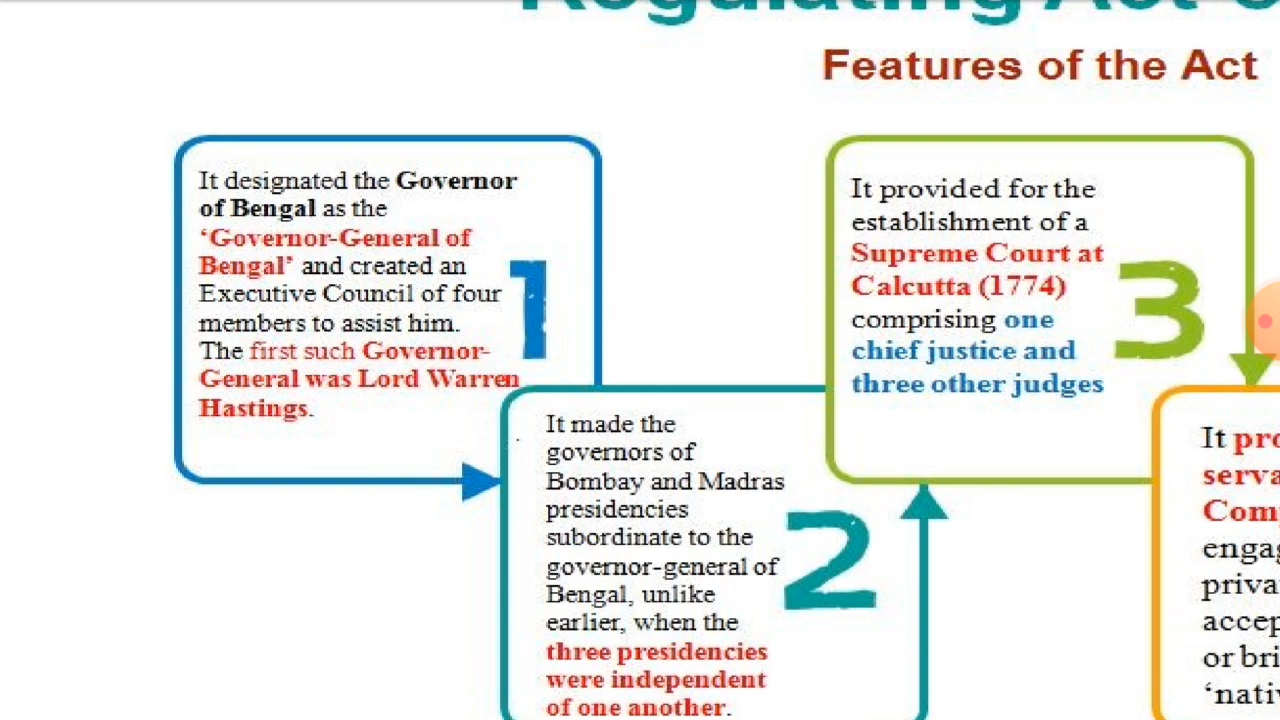 Regulating Act
Features of the Act
It designated the Governor
of Bengal as the
‘Governor-General of
Bengal’ and created an
Executive Council of four
members to assist him.
The first such Governor-
General was Lord Warren
Hastings.
1
It made the
governors of
Bombay and Madras
presidencies
subordinate to the
governor-general of
Bengal, unlike
earlier, when the
three presidencies
were independent
of one another.
2
It provided for the
establishment of a
Supreme Court at
Calcutta (1774)
comprising one
chief justice and
three other judges
3
It
or